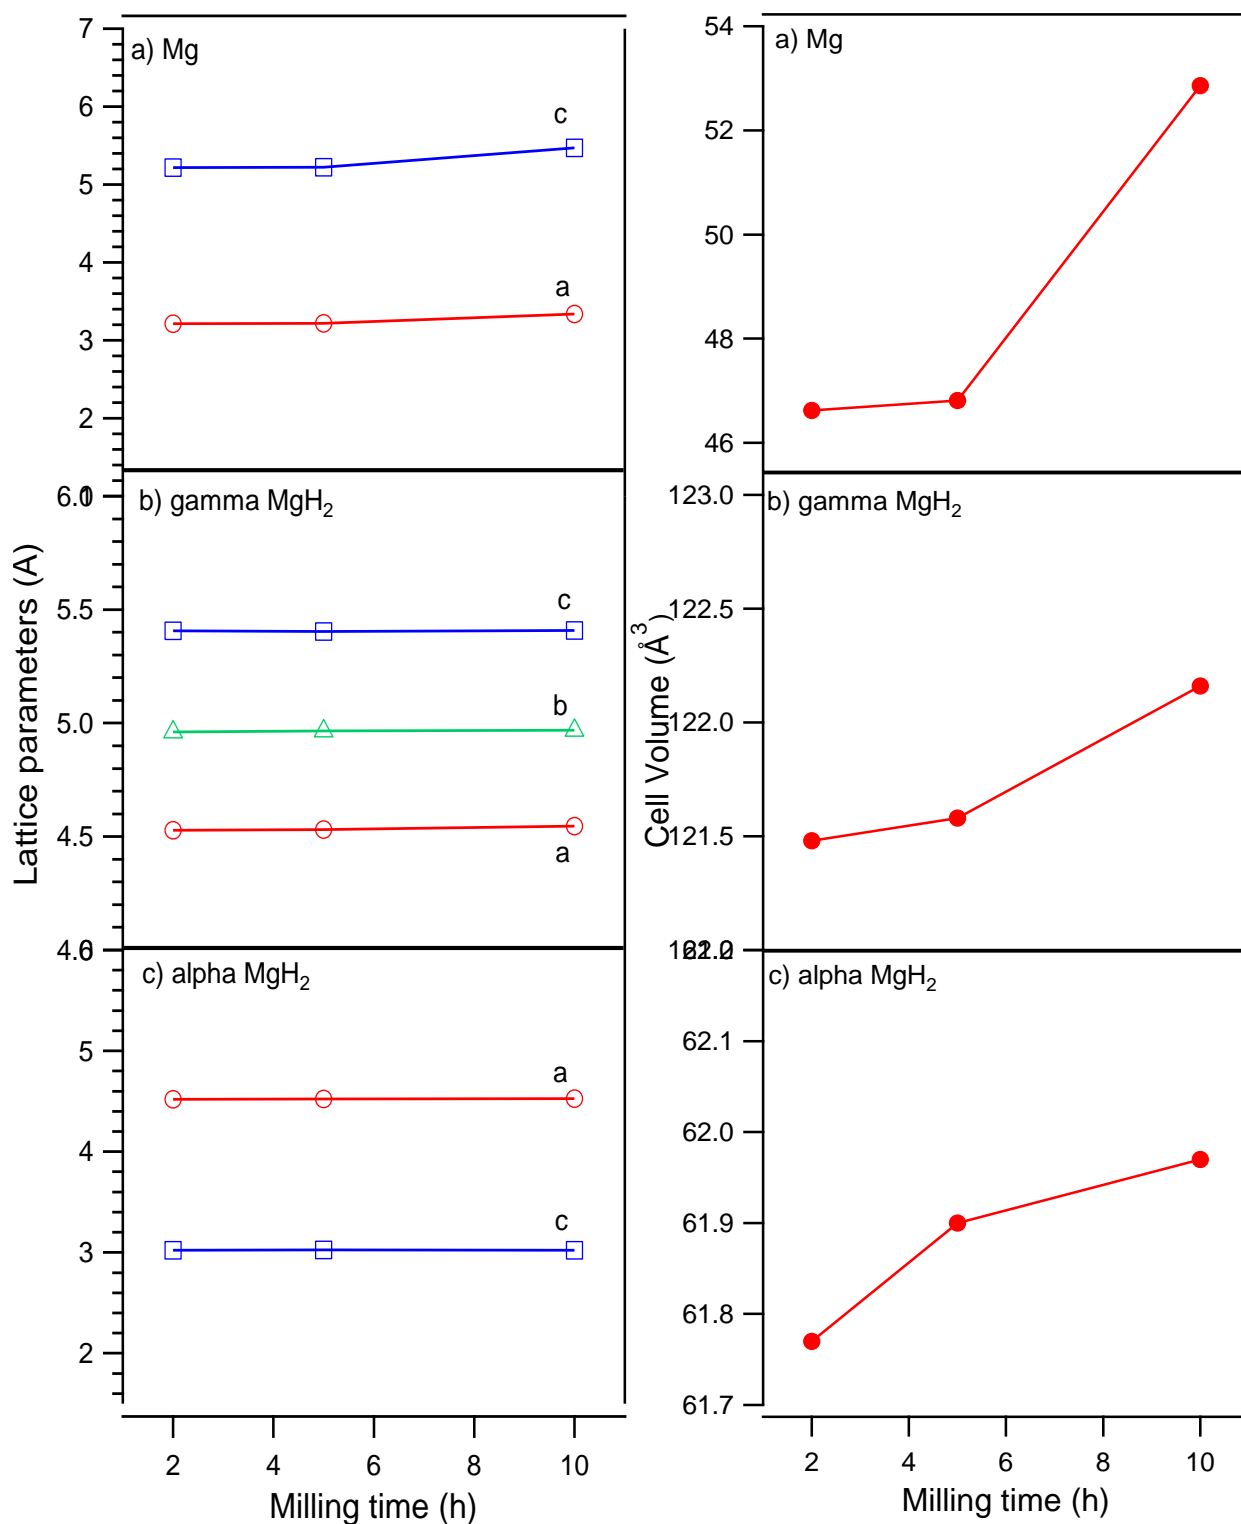 a) Mg
7
6
5
4
3
2
c
a
Lattice parameters (A)
b) gamma MgH2
6.0
5.5
5.0
4.5
4.0
c
b
a
c) alpha MgH2
5
4
3
2
a
c
2 4 6 8 10
Milling time (h)
a) Mg
54
52
50
48
46
Cell Volume (Å3)
b) gamma MgH2
123.0
122.5
122.0
121.5
c) alpha MgH2
62.1
62.0
61.9
61.8
61.7
2 4 6 8 10
Milling time (h)